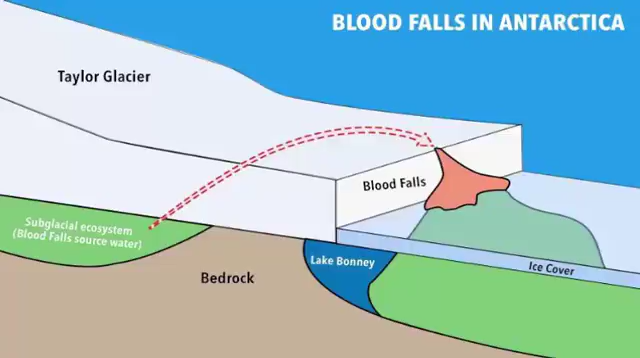 BLOOD FALLS IN ANTARCTICA
Taylor Glacier
Blood Falls
Subglacial ecosystem
(Blood Falls source water)
Lake Bonney
Ice Cover
Bedrock